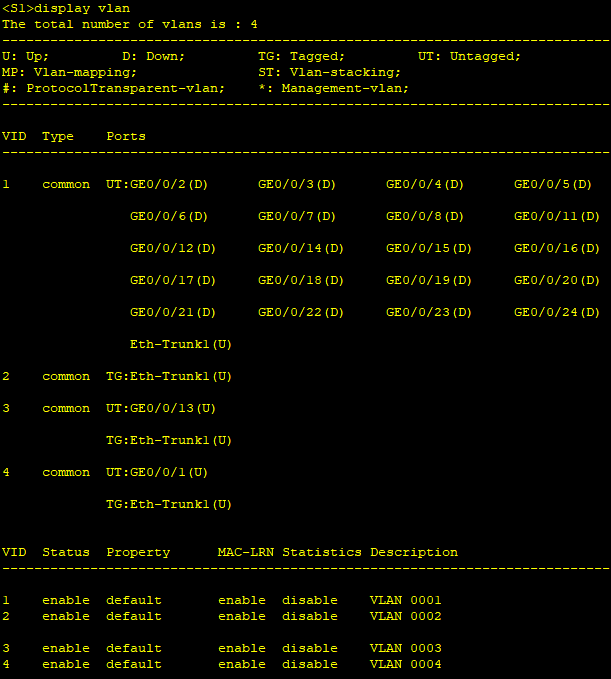 <S1>display vlan
The total number of vlans is : 4
--------------------------------------------------------------------------------
U: Up;         D: Down;         TG: Tagged;         UT: Untagged;
MP: Vlan-mapping;               ST: Vlan-stacking;
#: ProtocolTransparent-vlan;    *: Management-vlan;
--------------------------------------------------------------------------------
VID  Type    Ports
--------------------------------------------------------------------------------
1    common  UT:GE0/0/2(D)      GE0/0/3(D)      GE0/0/4(D)      GE0/0/5(D)
GE0/0/6(D)      GE0/0/7(D)      GE0/0/8(D)      GE0/0/11(D)
GE0/0/12(D)     GE0/0/14(D)     GE0/0/15(D)     GE0/0/16(D)
GE0/0/17(D)     GE0/0/18(D)     GE0/0/19(D)     GE0/0/20(D)
GE0/0/21(D)     GE0/0/22(D)     GE0/0/23(D)     GE0/0/24(D)
Eth-Trunk1(U)
2    common  TG:Eth-Trunk1(U)
3    common  UT:GE0/0/13(U)
TG:Eth-Trunk1(U)
4    common  UT:GE0/0/1(U)
TG:Eth-Trunk1(U)
VID  Status  Property      MAC-LRN Statistics Description
--------------------------------------------------------------------------------
1    enable  default       enable  disable    VLAN 0001
2    enable  default       enable  disable    VLAN 0002
3    enable  default       enable  disable    VLAN 0003
4    enable  default       enable  disable    VLAN 0004